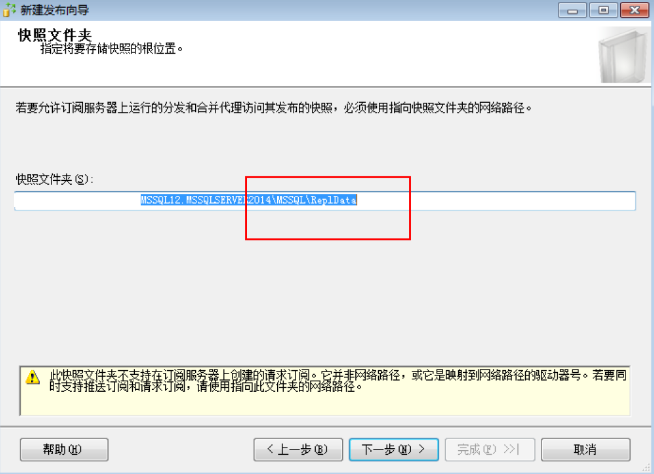 新建发布向导
快照文件夹
指定将要存储快照的根位置。
若要允许订阅服务器上运行的分发和合并代理访问其发布的快照，必须使用指向快照文件夹的网络路径。
快照文件夹(S):
MSSQL12.MSSQLSERVER2014\MSSQL\ReplData
此快照文件夹不支持在订阅服务器上创建的请求订阅。它并非网络路径，或它是映射到网络路径的驱动器号。若要同
时支持推送订阅和请求订阅，请使用指向此文件夹的网络路径。
帮助(H)
< 上一步(B)
下一步(N) >
完成(F) >>|
取消